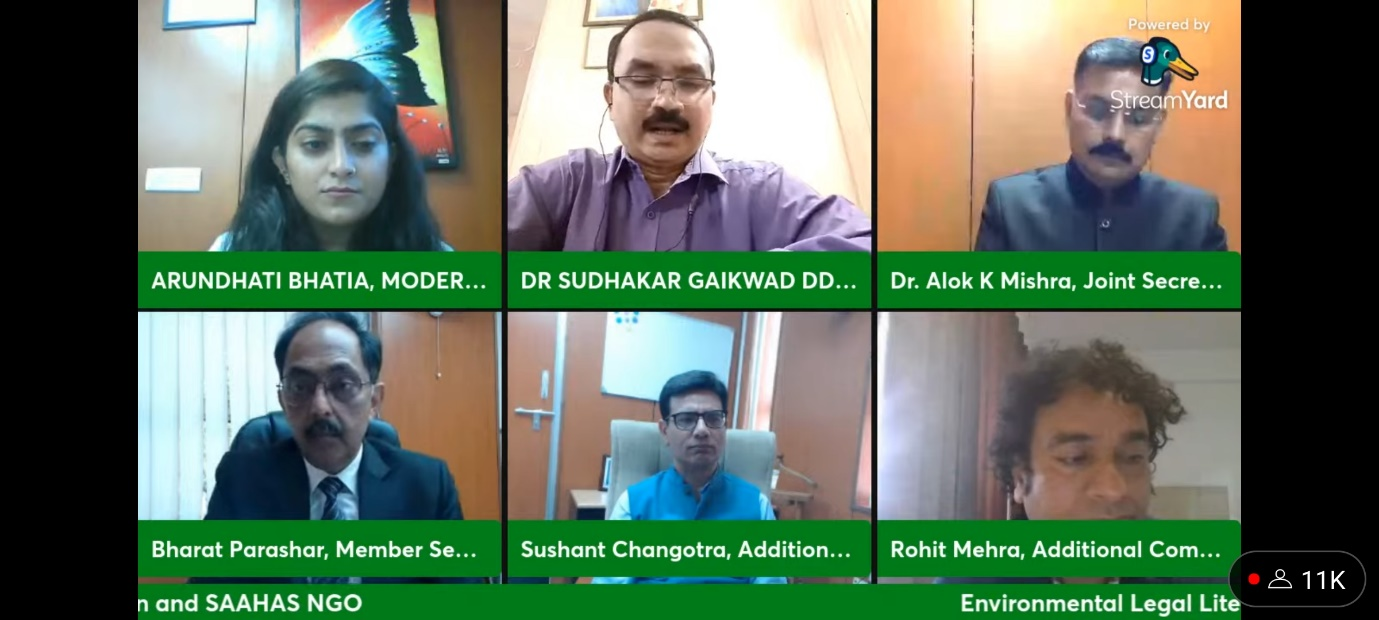 Powered by
S
StreamYard
ARUNDHATI BHATIA, MODER...
DR SUDHAKAR GAIKWAD DD...
Dr. Alok K Mishra, Joint Secre...
Bharat Parashar, Member Se...
Sushant Changotra, Addition...
Rohit Mehra, Additional Com...
11K
n and SAAHAS NGO
Environmental Legal Lite